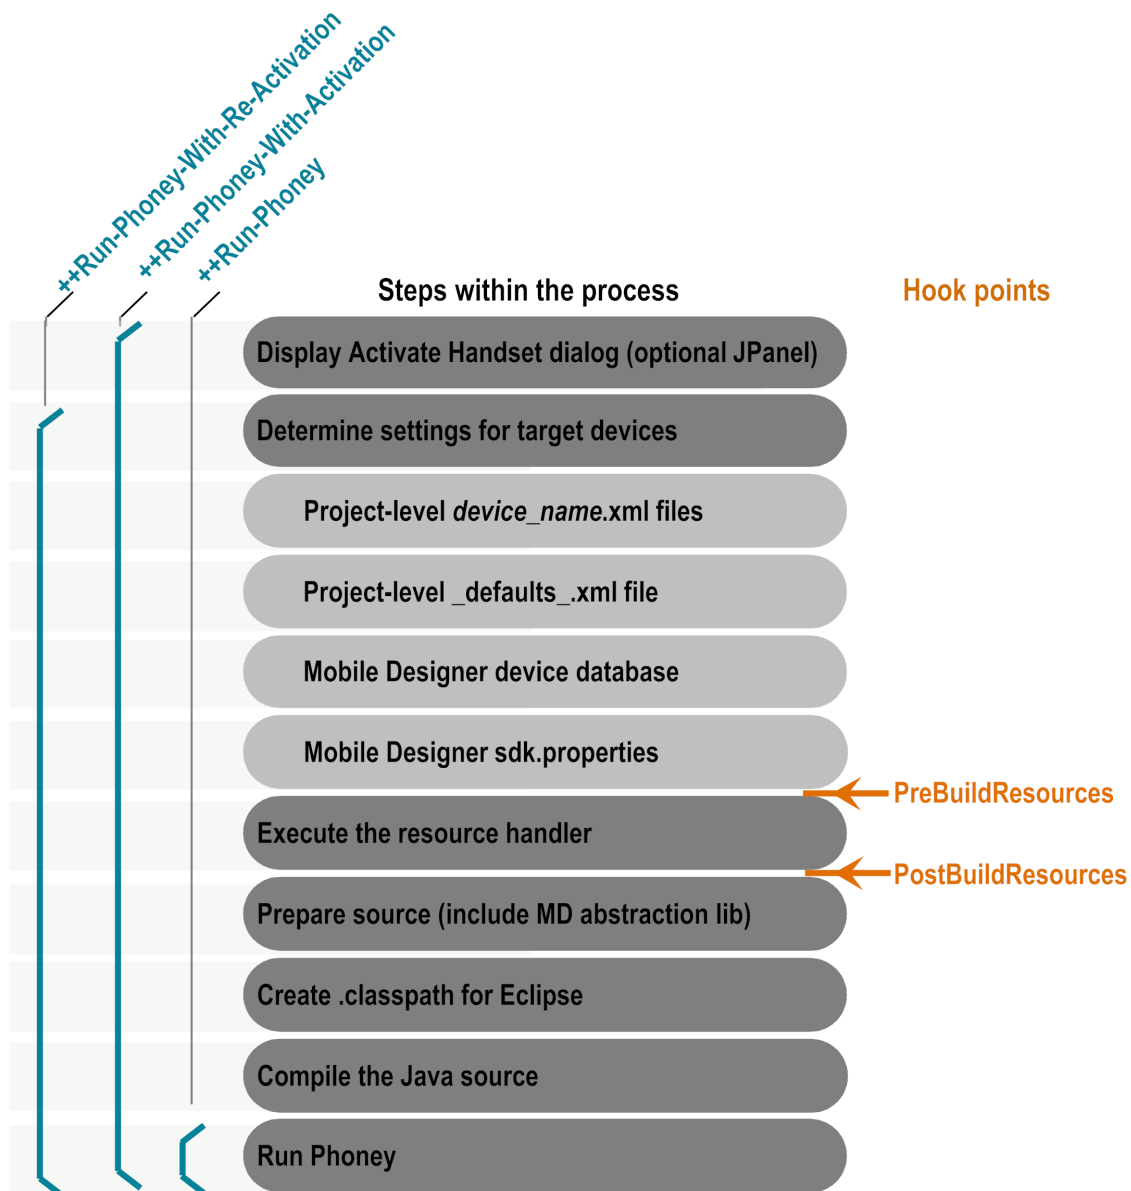 ++Run-Phoney-With-Re-Activation
++Run-Phoney-With-Activation
++Run-Phoney
Steps within the process
Hook points
Display Activate Handset dialog (optional JPanel)
Determine settings for target devices
Project-level device_name.xml files
Project-level _defaults_.xml file
Mobile Designer device database
Mobile Designer sdk.properties
PreBuildResources
Execute the resource handler
PostBuildResources
Prepare source (include MD abstraction lib)
Create .classpath for Eclipse
Compile the Java source
Run Phoney